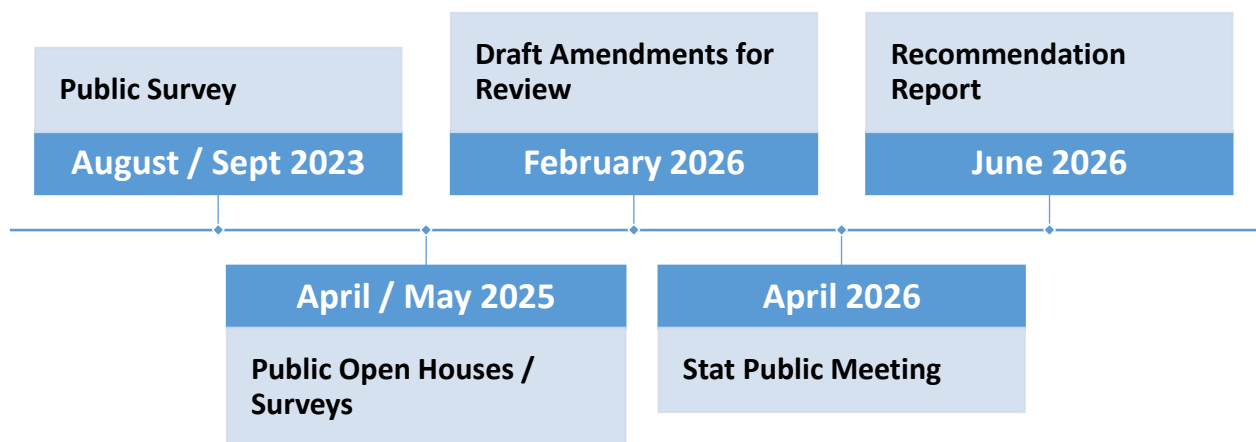 Public Survey
August / Sept 2023
April / May 2025
Public Open Houses /
Surveys
Draft Amendments for
Review
February 2026
April 2026
Stat Public Meeting
Recommendation
Report
June 2026